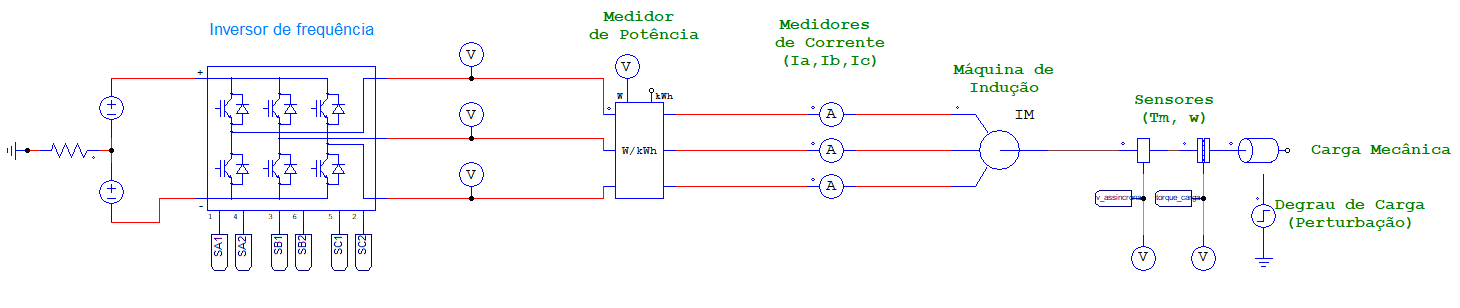 Inversor de frequência
Medidor
de Potência
Medidores
de Corrente
(Ia,Ib,Ic)
Máquina de
Indução
IM
Sensores
(Tm, w)
Carga Mecânica
Degrau de Carga
(Perturbação)
+
-
V
V
V
V
W
kWh
W/kWh
A
A
A
v_assincrona
torque_carga
V
V
1 4 3 6 5 2
SA1
SA2
SB1
SB2
SC1
SC2